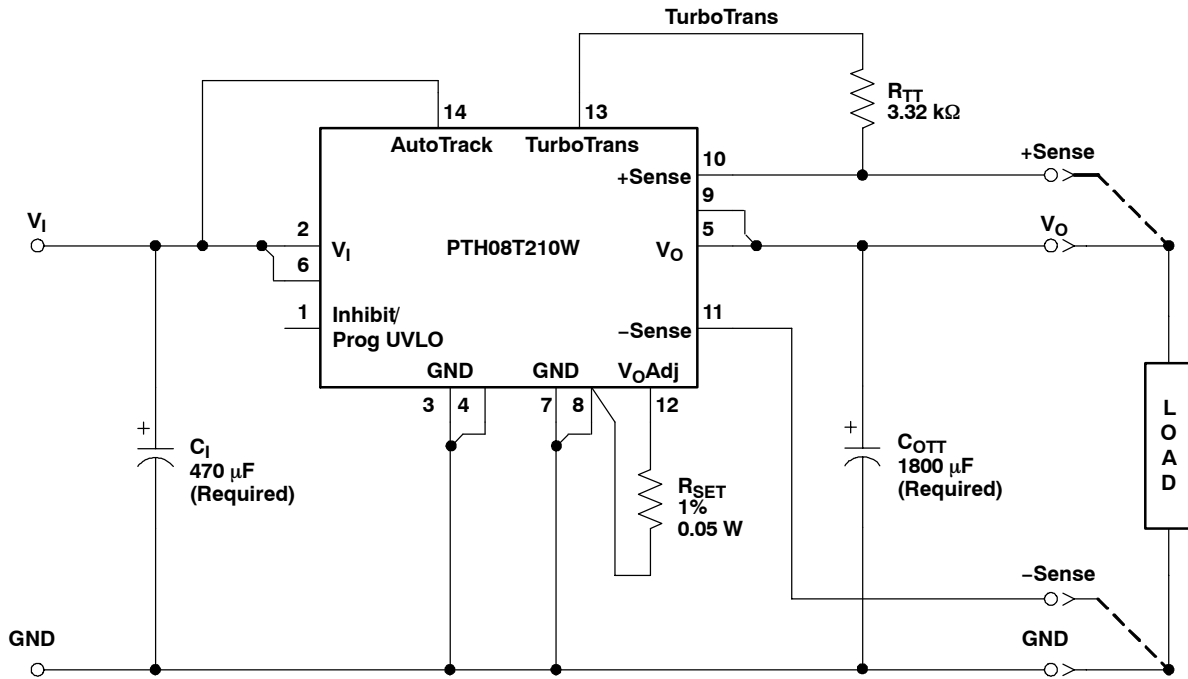 TurboTrans
R_TT
3.32 kΩ
14
13
AutoTrack
TurboTrans
10
+Sense
+Sense
9
V_I
2
V_I
PTH08T210W
5
V_O
V_O
6
1
Inhibit/
Prog UVLO
11
−Sense
GND
GND
V_OAdj
3
4
7
8
12
+
C_I
470 μF
(Required)
R_SET
1%
0.05 W
+
C_OTT
1800 μF
(Required)
L
O
A
D
−Sense
GND
GND